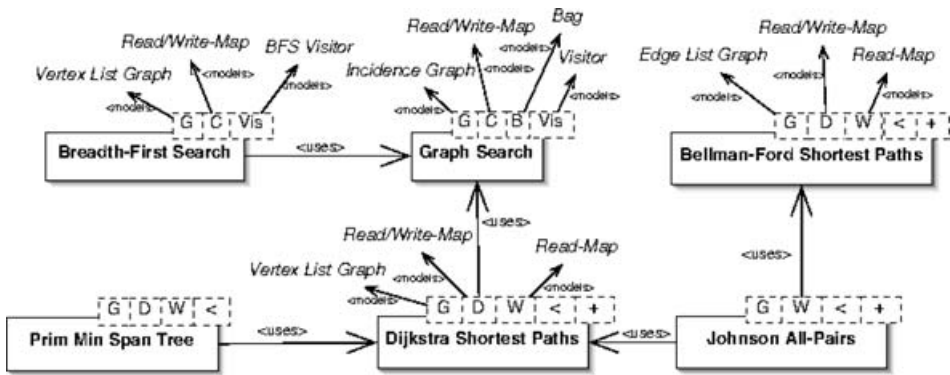 Bag
Read/Write-Map
BFS Visitor
Read/Write-Map
<models>
Visitor
Read/Write-Map
Vertex List Graph
<models>
Incidence Graph
<models>
Edge List Graph
<models>
Read-Map
<models>
<models>
<models>
<models>
<models>
<models>
G C Vis
G C B Vis
G D W < +
Breadth-First Search
<uses>
Graph Search
Bellman-Ford Shortest Paths
<uses>
Read/Write-Map
Read-Map
<uses>
Vertex List Graph
<models>
<models>
<models>
G D W <
G D W < +
G W < +
Prim Min Span Tree
<uses>
Dijkstra Shortest Paths
<uses>
Johnson All-Pairs